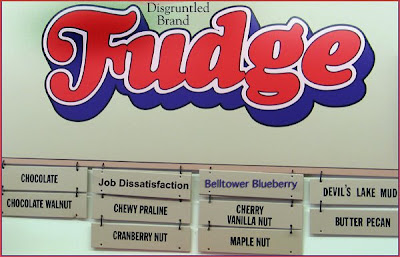 Disgruntled
Brand
Fudge
CHOCOLATE
CHOCOLATE WALNUT
Job Dissatisfaction
CHEWY PRALINE
CRANBERRY NUT
Belltower Blueberry
CHERRY
VANILLA NUT
MAPLE NUT
DEVIL'S LAKE MUD
BUTTER PECAN